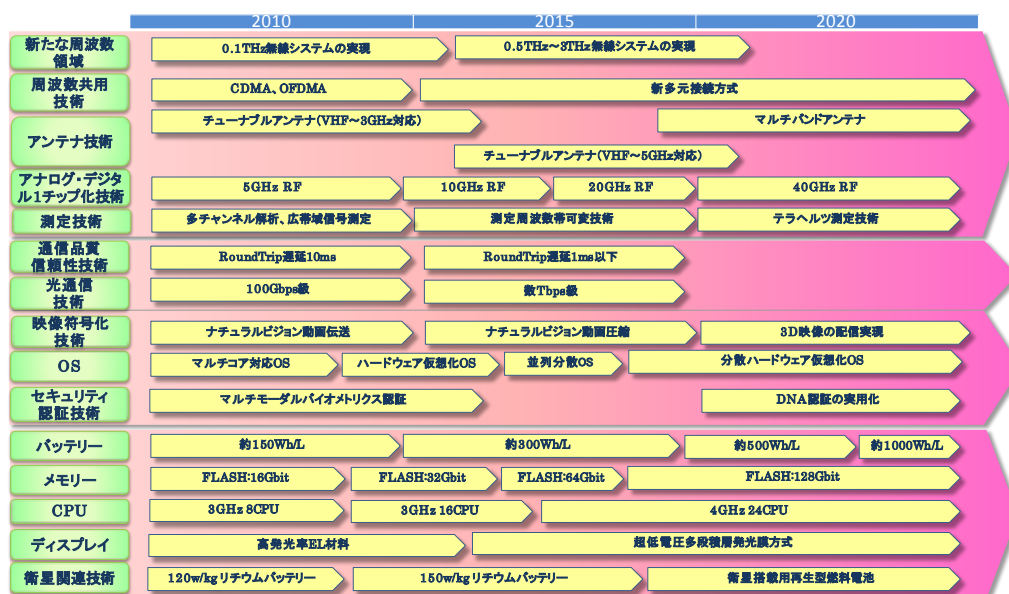 2010
2015
2020
新たな周波数
領域
0.1THz無線システムの実現
0.5THz～3THz無線システムの実現
周波数共用
技術
CDMA、OFDMA
新多元接続方式
アンテナ技術
チューナブルアンテナ(VHF～3GHz対応)
マルチバンドアンテナ
チューナブルアンテナ(VHF～5GHz対応)
アナログ・デジタ
ル1チップ化技術
5GHz RF
10GHz RF
20GHz RF
40GHz RF
測定技術
多チャンネル解析、広帯域信号測定
測定周波数帯可変技術
テラヘルツ測定技術
通信品質
信頼性技術
RoundTrip遅延10ms
RoundTrip遅延1ms以下
光通信
技術
100Gbps級
数Tbps級
映像符号化
技術
ナチュラルビジョン動画伝送
ナチュラルビジョン動画圧縮
3D映像の配信実現
OS
マルチコア対応OS
ハードウェア仮想化OS
並列分散OS
分散ハードウェア仮想化OS
セキュリティ
認証技術
マルチモーダルバイオメトリクス認証
DNA認証の実用化
バッテリー
約150Wh/L
約300Wh/L
約500Wh/L
約1000Wh/L
メモリー
FLASH:16Gbit
FLASH:32Gbit
FLASH:64Gbit
FLASH:128Gbit
CPU
3GHz 8CPU
3GHz 16CPU
4GHz 24CPU
ディスプレイ
高発光率EL材料
超低電圧多段積層発光膜方式
衛星関連技術
120w/kgリチウムバッテリー
150w/kgリチウムバッテリー
衛星搭載用再生型燃料電池